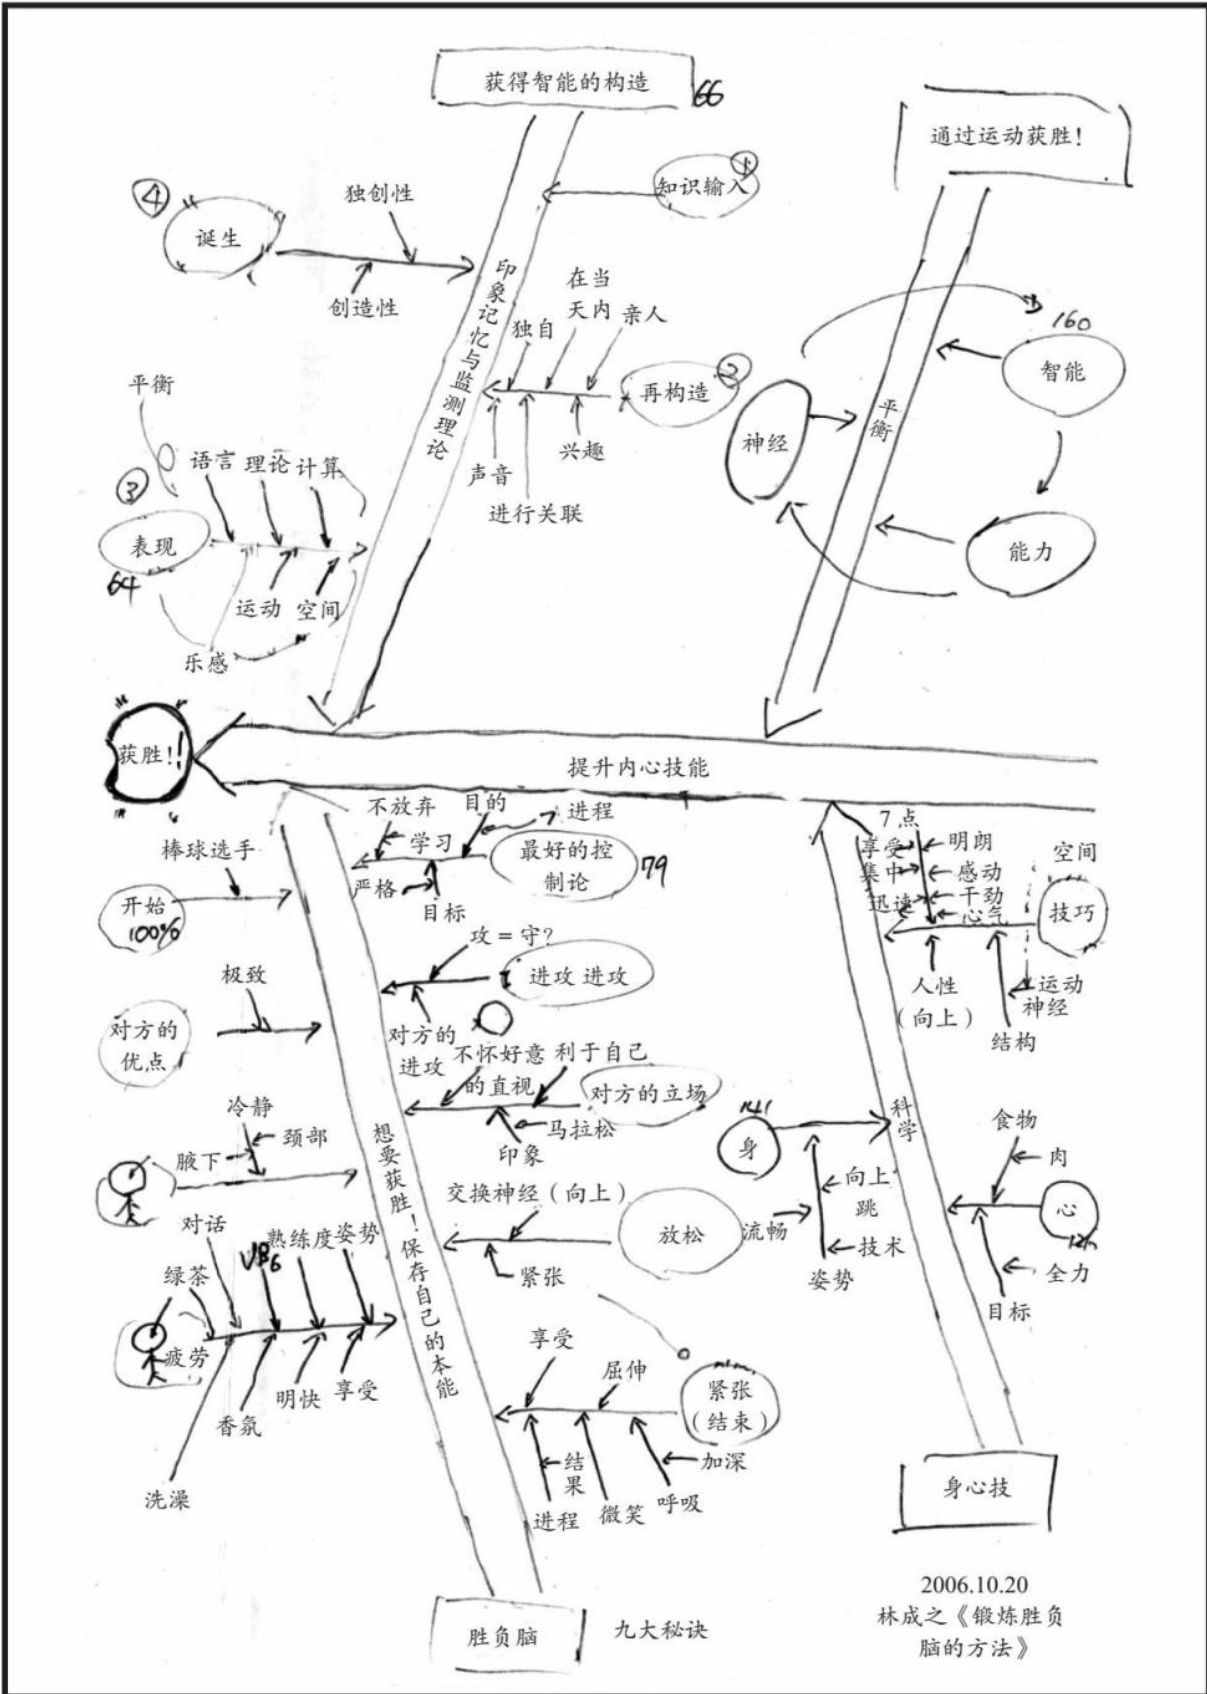 获得智能的构造
66
通过运动获胜！
①
知识输入
④
独创性
诞生
创造性
印象记忆与监测理论
在当
天内
独自
亲人
②
再构造
声音
兴趣
进行关联
160
智能
神经
平衡
能力
平衡
语言
理论
计算
③
表现
64
运动
空间
乐感
获胜！！
提升内心技能
不放弃
目的
进程
学习
最好的控
制论
79
严格
目标
棒球选手
开始
100%
攻=守?
进攻 进攻
极致
对方的
优点
对方的
进攻
不怀好意
的直视
利于自己
对方的立场
马拉松
印象
冷静
颈部
腋下
想要获胜！保存自己的本能
交换神经（向上）
放松
紧张
对话
VB6
熟练度
姿势
绿茶
疲劳
明快
享受
香氛
洗澡
享受
屈伸
紧张
（结束）
结果
加深
进程
微笑
呼吸
7点
享受
明朗
集中
感动
迅速
干劲
心气
空间
技巧
人性
（向上）
运动
神经
结构
科学
141
身
向上
跳
流畅
技术
姿势
食物
肉
心
120
全力
目标
身心技
胜负脑
九大秘诀
2006.10.20
林成之《锻炼胜负
脑的方法》